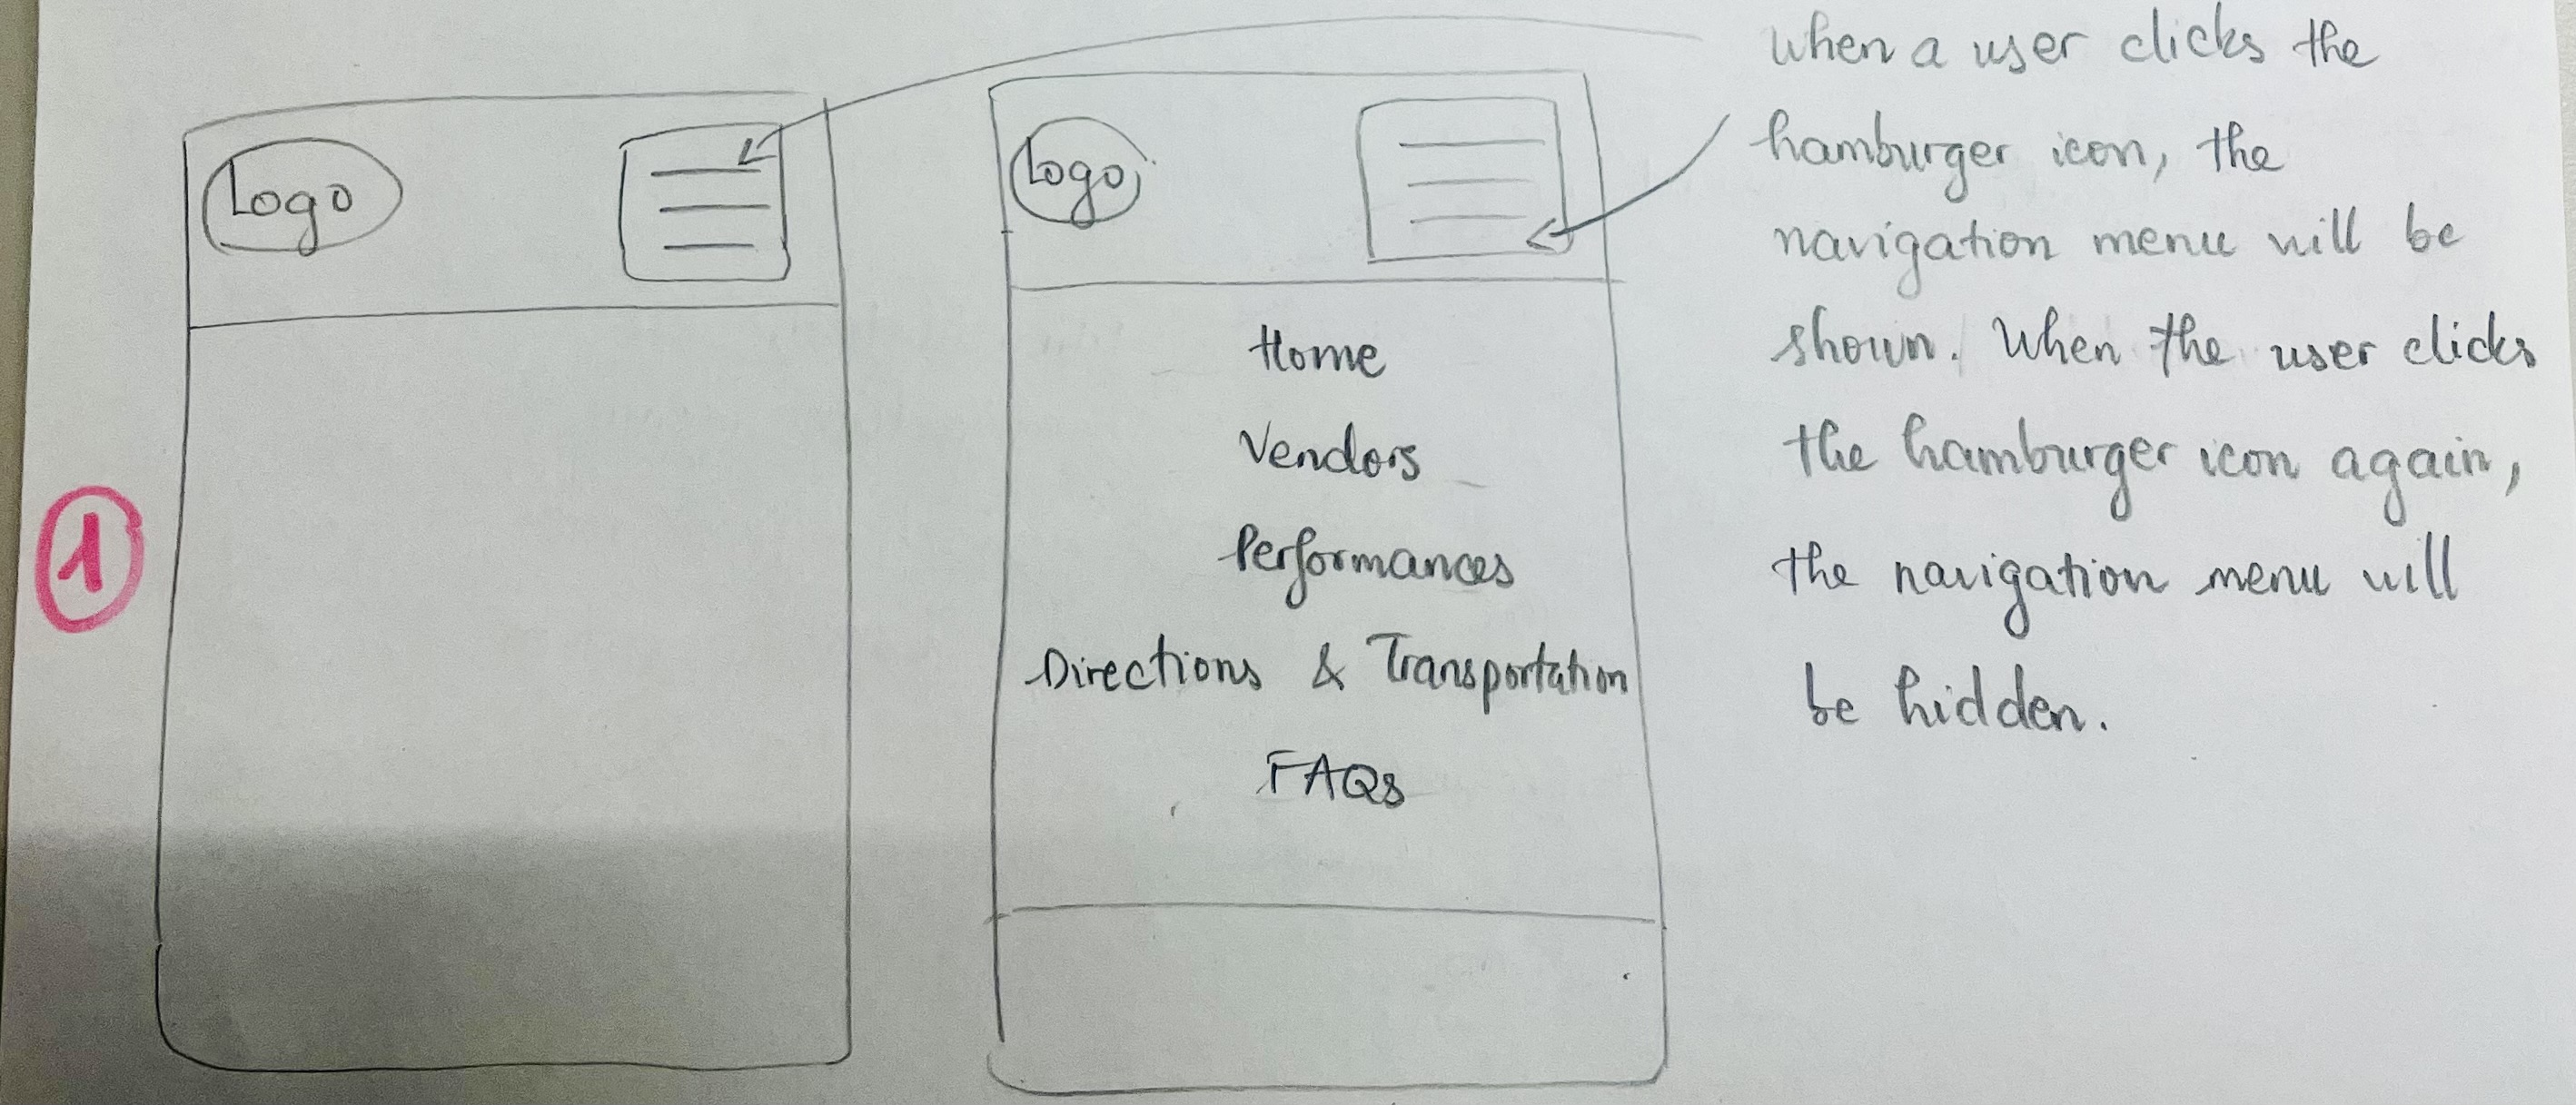 1
Logo
Logo
Home
Vendors
Performances
Directions & Transportation
FAQs
When a user clicks the
hamburger icon, the
navigation menu will be
shown. When the user clicks
the hamburger icon again,
the navigation menu will
be hidden.